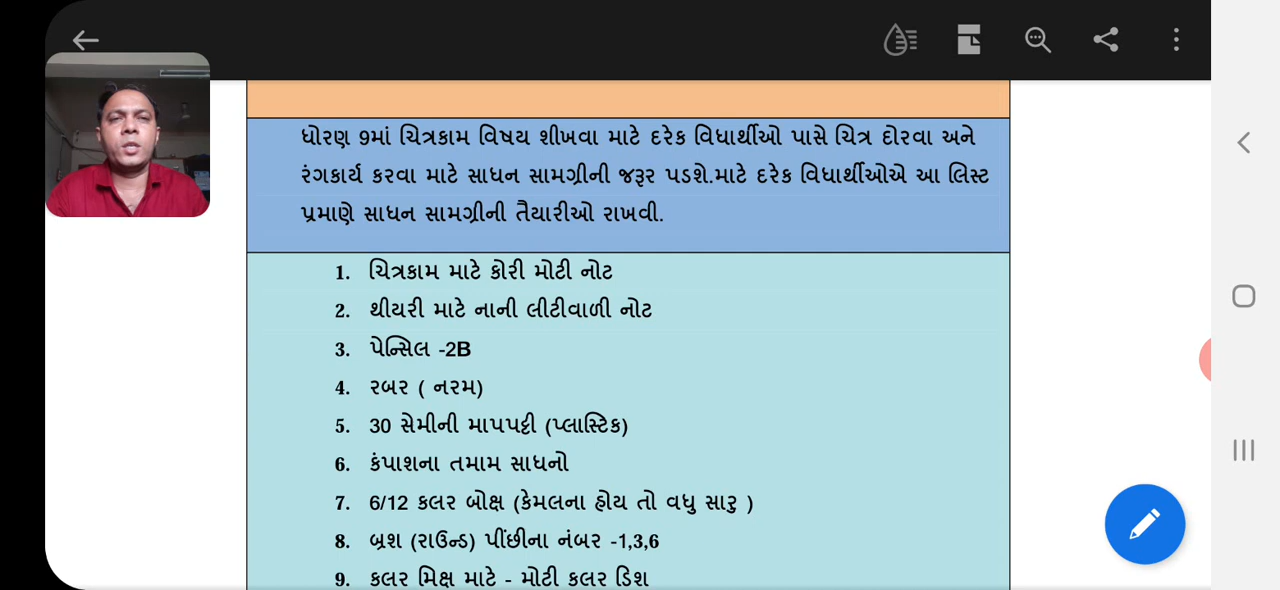 ધોરણ 9માં ચિત્રકામ વિષય શીખવા માટે દરેક વિધાર્થીઓ પાસે ચિત્ર દોરવા અને
રંગકાર્ય કરવા માટે સાધન સામગ્રીની જરૂર પડશે.માટે દરેક વિધાર્થીઓએ આ લિસ્ટ
પ્રમાણે સાધન સામગ્રીની તૈયારીઓ રાખવી.
1. ચિત્રકામ માટે કોરી મોટી નોટ
2. થીયરી માટે નાની લીટીવાળી નોટ
3. પેન્સિલ -2B
4. રબર ( નરમ)
5. 30 સેમીની માપપટ્ટી (પ્લાસ્ટિક)
6. કંપાશના તમામ સાધનો
7. 6/12 કલર બોક્ષ (કેમલના હોય તો વધુ સારુ )
8. બ્રશ (રાઉન્ડ) પીંછીના નંબર -1,3,6
9. કલર મિક્ષ માટે - મોટી કલર ડિશ